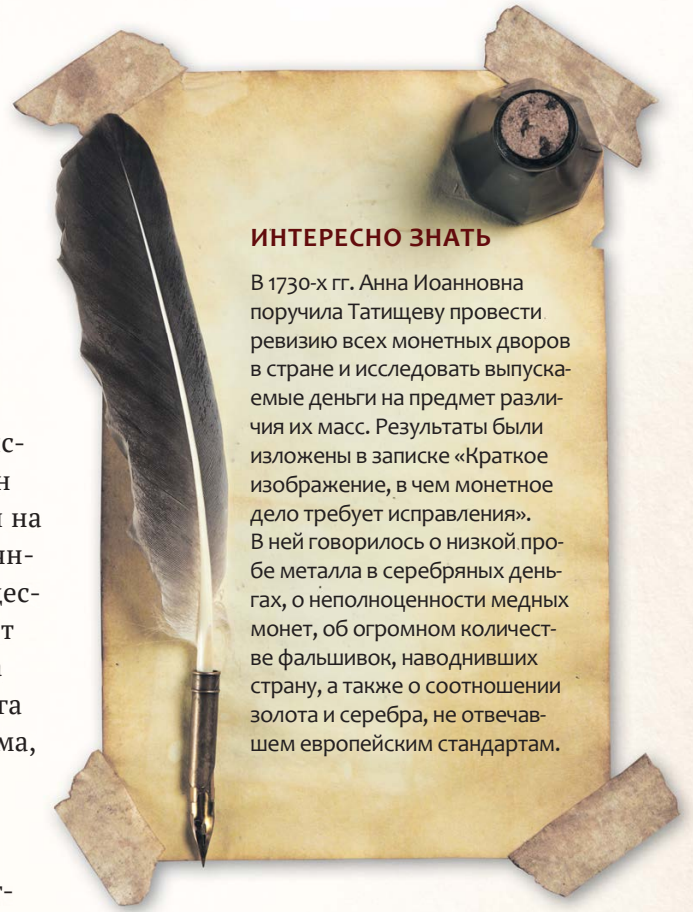 ИНТЕРЕСНО ЗНАТЬ
В 1730-х гг. Анна Иоанновна
поручила Татищеву провести
ревизию всех монетных дворов
в стране и исследовать выпуска-
емые деньги на предмет разли-
чия их масс. Результаты были
изложены в записке «Краткое
изображение, в чем монетное
дело требует исправления».
В ней говорилось о низкой про-
бе металла в серебряных день-
гах, о неполноценности медных
монет, об огромном количест-
ве фальшивок, наводнивших
страну, а также о соотношении
золота и серебра, не отвечав-
шем европейским стандартам.